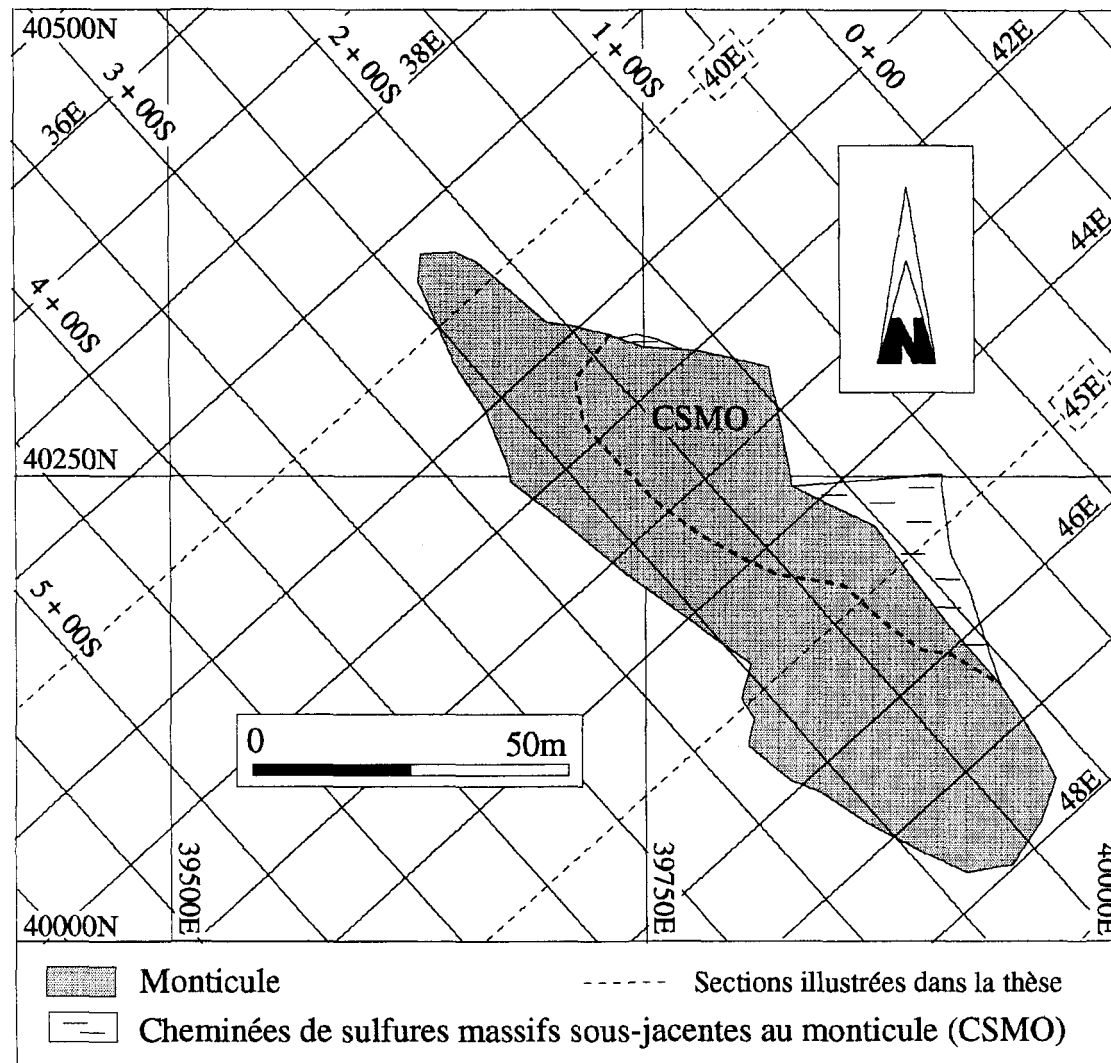 40500N
36E
3 + 00S
2 + 00S
38E
1 + 00S
40E
0 + 00
42E
44E
N
4 + 00S
CSMO
45E
40250N
46E
5 + 00S
0 50m
48E
39500E
39750E
40000E
40000N
Monticule
Sections illustrées dans la thèse
Cheminées de sulfures massifs sous-jacentes au monticule (CSMO)